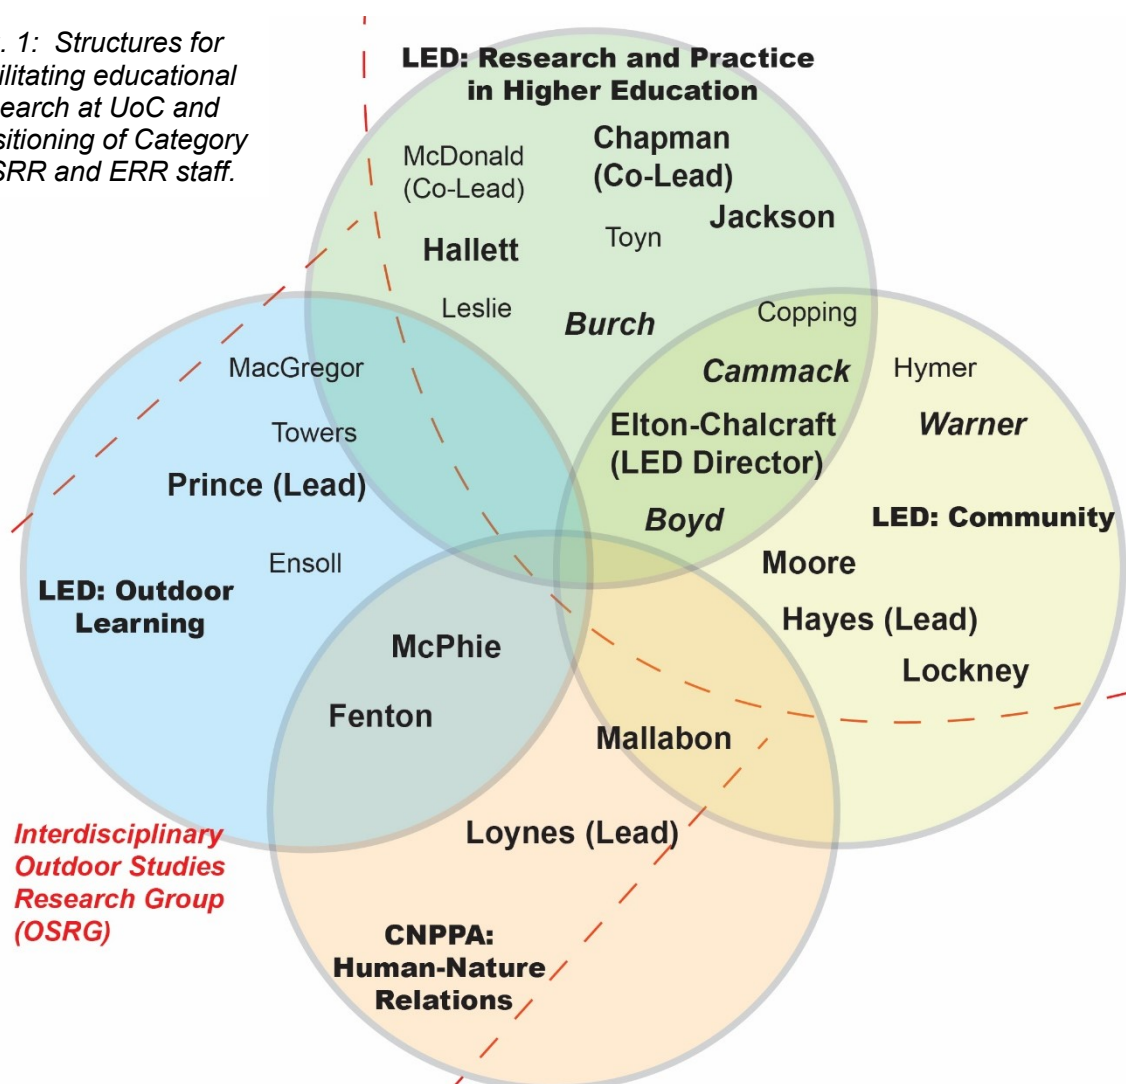 . 1: Structures for
ilitating educational
earch at UoC and
sitioning of Category
SRR and ERR staff.
LED: Research and Practice
in Higher Education
McDonald
(Co-Lead)
Chapman
(Co-Lead)
Jackson
Hallett
Toyn
Leslie
Burch
Copping
MacGregor
Cammack
Hymer
Towers
Elton-Chalcraft
(LED Director)
Warner
Prince (Lead)
Boyd
LED: Community
Ensoll
Moore
LED: Outdoor
Learning
Hayes (Lead)
McPhie
Lockney
Fenton
Mallabon
Interdisciplinary
Outdoor Studies
Research Group
(OSRG)
Loynes (Lead)
CNPPA:
Human-Nature
Relations